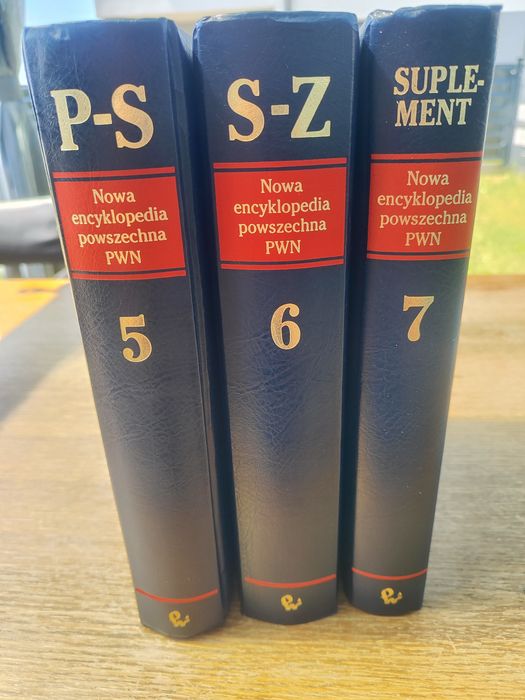 P-S
Nowa
encyklopedia
powszechna
PWN
5
S-Z
Nowa
encyklopedia
powszechna
PWN
6
SUPLE-
MENT
Nowa
encyklopedia
powszechna
PWN
7